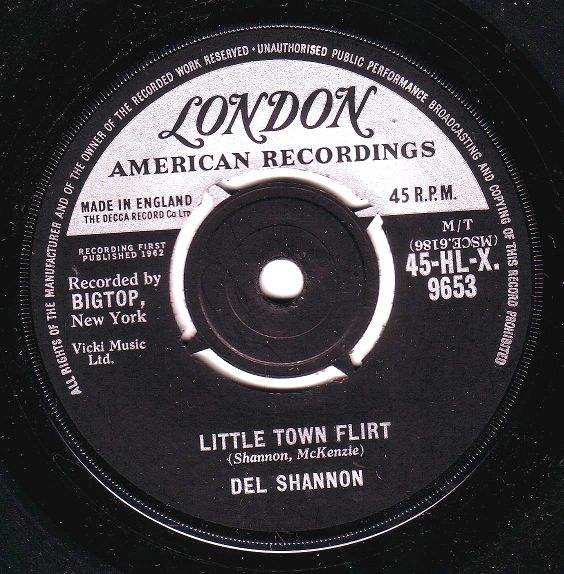 ALL RIGHTS OF THE MANUFACTURER AND OF THE OWNER OF THE RECORDED WORK RESERVED · UNAUTHORISED PUBLIC PERFORMANCE BROADCASTING AND COPYING OF THIS RECORD PROHIBITED
LONDON
AMERICAN RECORDINGS
MADE IN ENGLAND
THE DECCA RECORD Co Ltd
45 R.P.M.
RECORDING FIRST
PUBLISHED 1962
M/T
(MSCE.6186)
45-HL-X.
9653
Recorded by
BIGTOP,
New York
Vicki Music
Ltd.
LITTLE TOWN FLIRT
(Shannon, McKenzie)
DEL SHANNON